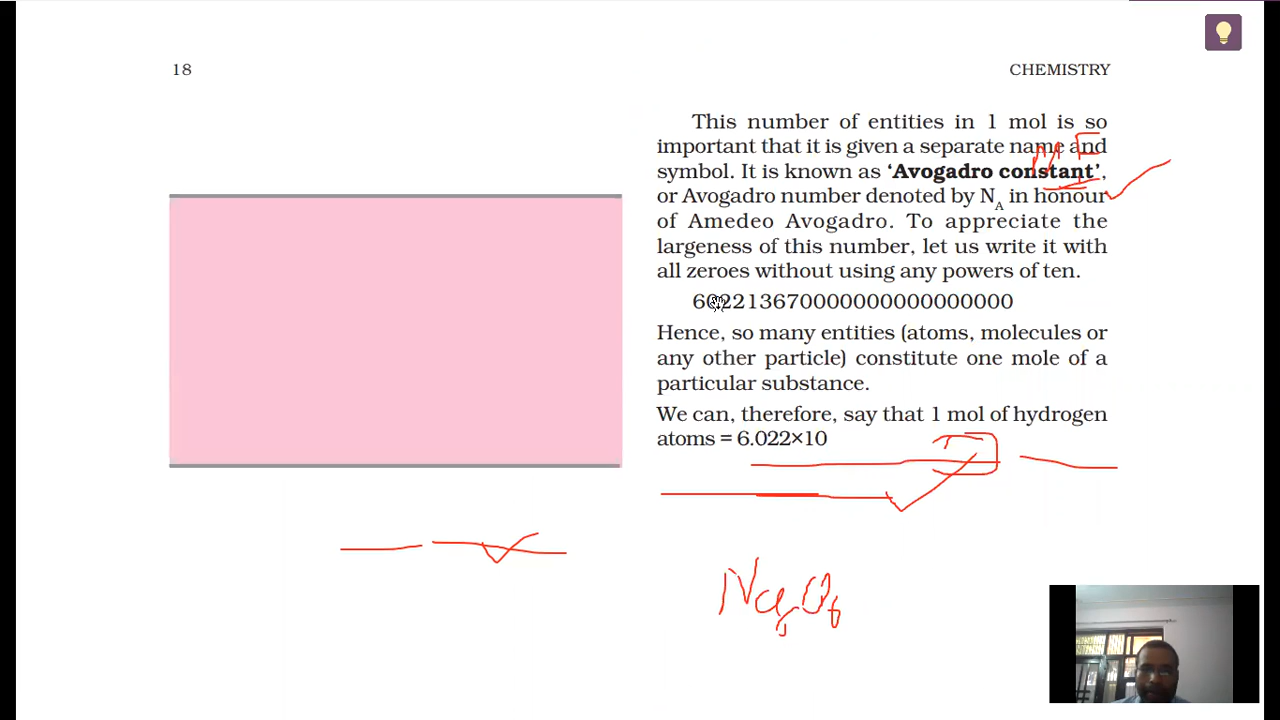 18
CHEMISTRY
This number of entities in 1 mol is so
important that it is given a separate name and
symbol. It is known as ‘Avogadro constant’,
or Avogadro number denoted by N_A in honour
of Amedeo Avogadro. To appreciate the
largeness of this number, let us write it with
all zeroes without using any powers of ten.
602213670000000000000000
Hence, so many entities (atoms, molecules or
any other particle) constitute one mole of a
particular substance.
We can, therefore, say that 1 mol of hydrogen
atoms = 6.022×10